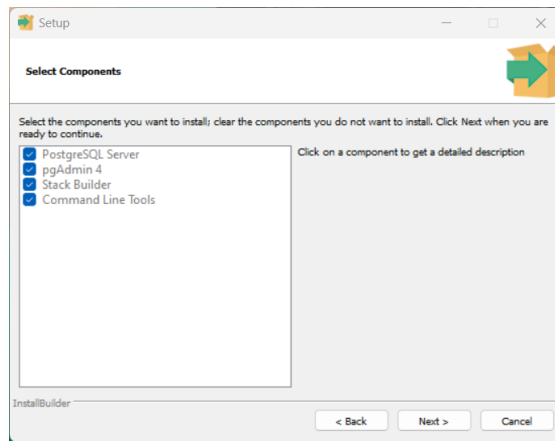 Setup
Select Components
Select the components you want to install; clear the components you do not want to install. Click Next when you are
ready to continue.
PostgreSQL Server
pgAdmin 4
Stack Builder
Command Line Tools
Click on a component to get a detailed description
InstallBuilder
< Back
Next >
Cancel